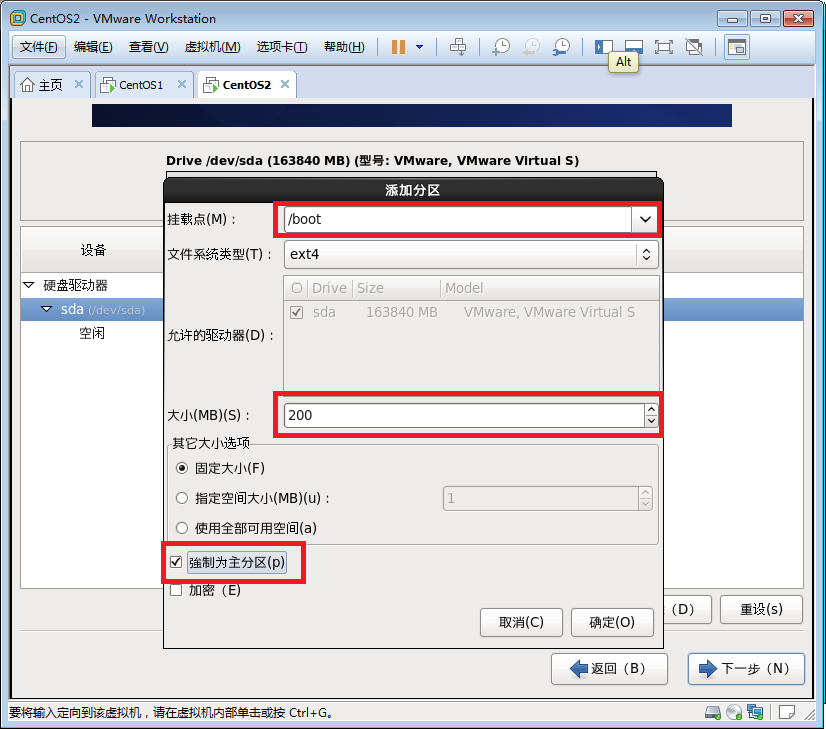 CentOS2 - VMware Workstation
文件(F) 编辑(E) 查看(V) 虚拟机(M) 选项卡(T) 帮助(H)
Alt
主页 CentOS1 CentOS2
Drive /dev/sda (163840 MB) (型号: VMware, VMware Virtual S)
添加分区
挂载点(M)： /boot
文件系统类型(T)： ext4
Drive Size Model
sda 163840 MB VMware, VMware Virtual S
允许的驱动器(D)：
大小(MB)(S)： 200
其它大小选项
固定大小(F)
指定空间大小(MB)(u)： 1
使用全部可用空间(a)
強制为主分区(p)
加密（E)
取消(C) 确定(O)
设备
硬盘驱动器
sda (/dev/sda)
空闲
(D) 重设(s)
返回（B） 下一步（N）
要将输入定向到该虚拟机，请在虚拟机内部单击或按 Ctrl+G。